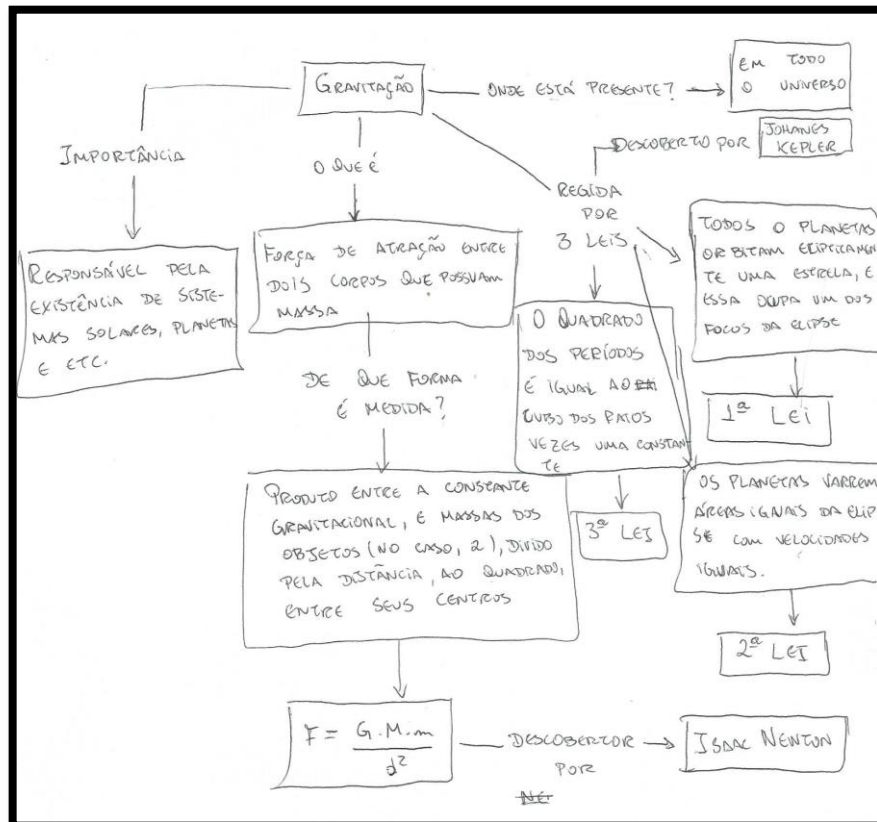 GRAVITAÇÃO
ONDE ESTÁ PRESENTE?
EM TODO
O UNIVERSO
IMPORTÂNCIA
O QUE É
DESCOBERTO POR
JOHANES
KEPLER
REGIDA
POR
3 LEIS
RESPONSÁVEL PELA
EXISTÊNCIA DE SISTE-
MAS SOLARES, PLANETAS
E ETC.
FORÇA DE ATRAÇÃO ENTRE
DOIS CORPOS QUE POSSUAM
MASSA
TODOS O PLANETAS
ORBITAM ELIPTICAMEN
TE UMA ESTRELA, E
ESSA OCUPA UM DOS
FOCOS DA ELIPSE
1ª LEI
O QUADRADO
DOS PERÍODOS
É IGUAL AO
CUBO DOS RAIOS
VEZES UMA CONSTAN-
TE
3ª LEI
DE QUE FORMA
É MEDIDA?
PRODUTO ENTRE A CONSTANTE
GRAVITACIONAL, E MASSAS DOS
OBJETOS (NO CASO, 2), DIVIDO
PELA DISTÂNCIA, AO QUADRADO,
ENTRE SEUS CENTROS
OS PLANETAS VARREM
ÁREAS IGUAIS DA ELIP
SE COM VELOCIDADES
IGUAIS.
2ª LEI
F = G.M.m
d²
DESCOBERTOR
POR
ISAAC NEWTON